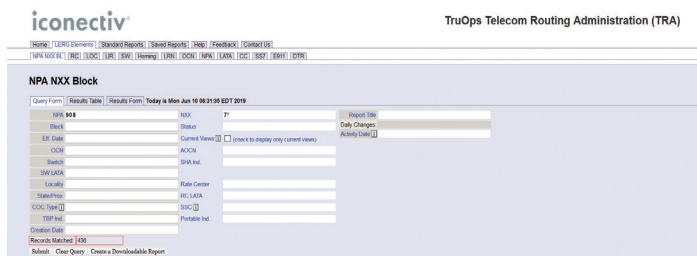 iconectiv®
TruOps Telecom Routing Administration (TRA)
Home LERG Elements Standard Reports Saved Reports Help Feedback Contact Us
NPA NXX BL RC LOC LIR SW Homing LRN OCN NPA LATA CC SS7 E911 DTR
NPA NXX Block
Query Form Results Table Results Form Today is Mon Jun 10 06:31:35 EDT 2019
NPA 908 NXX 7* Report Title
Block Status Daily Changes:
Eff. Date Current Views (check to display only current views) Activity Date
OCN AOCN
Switch SHA Ind.
SW LATA
Locality Rate Center
State/Prov. RC LATA
COC Type SSC
TBP Ind. Portable Ind.
Creation Date
Records Matched: 436
Submit Clear Query Create a Downloadable Report